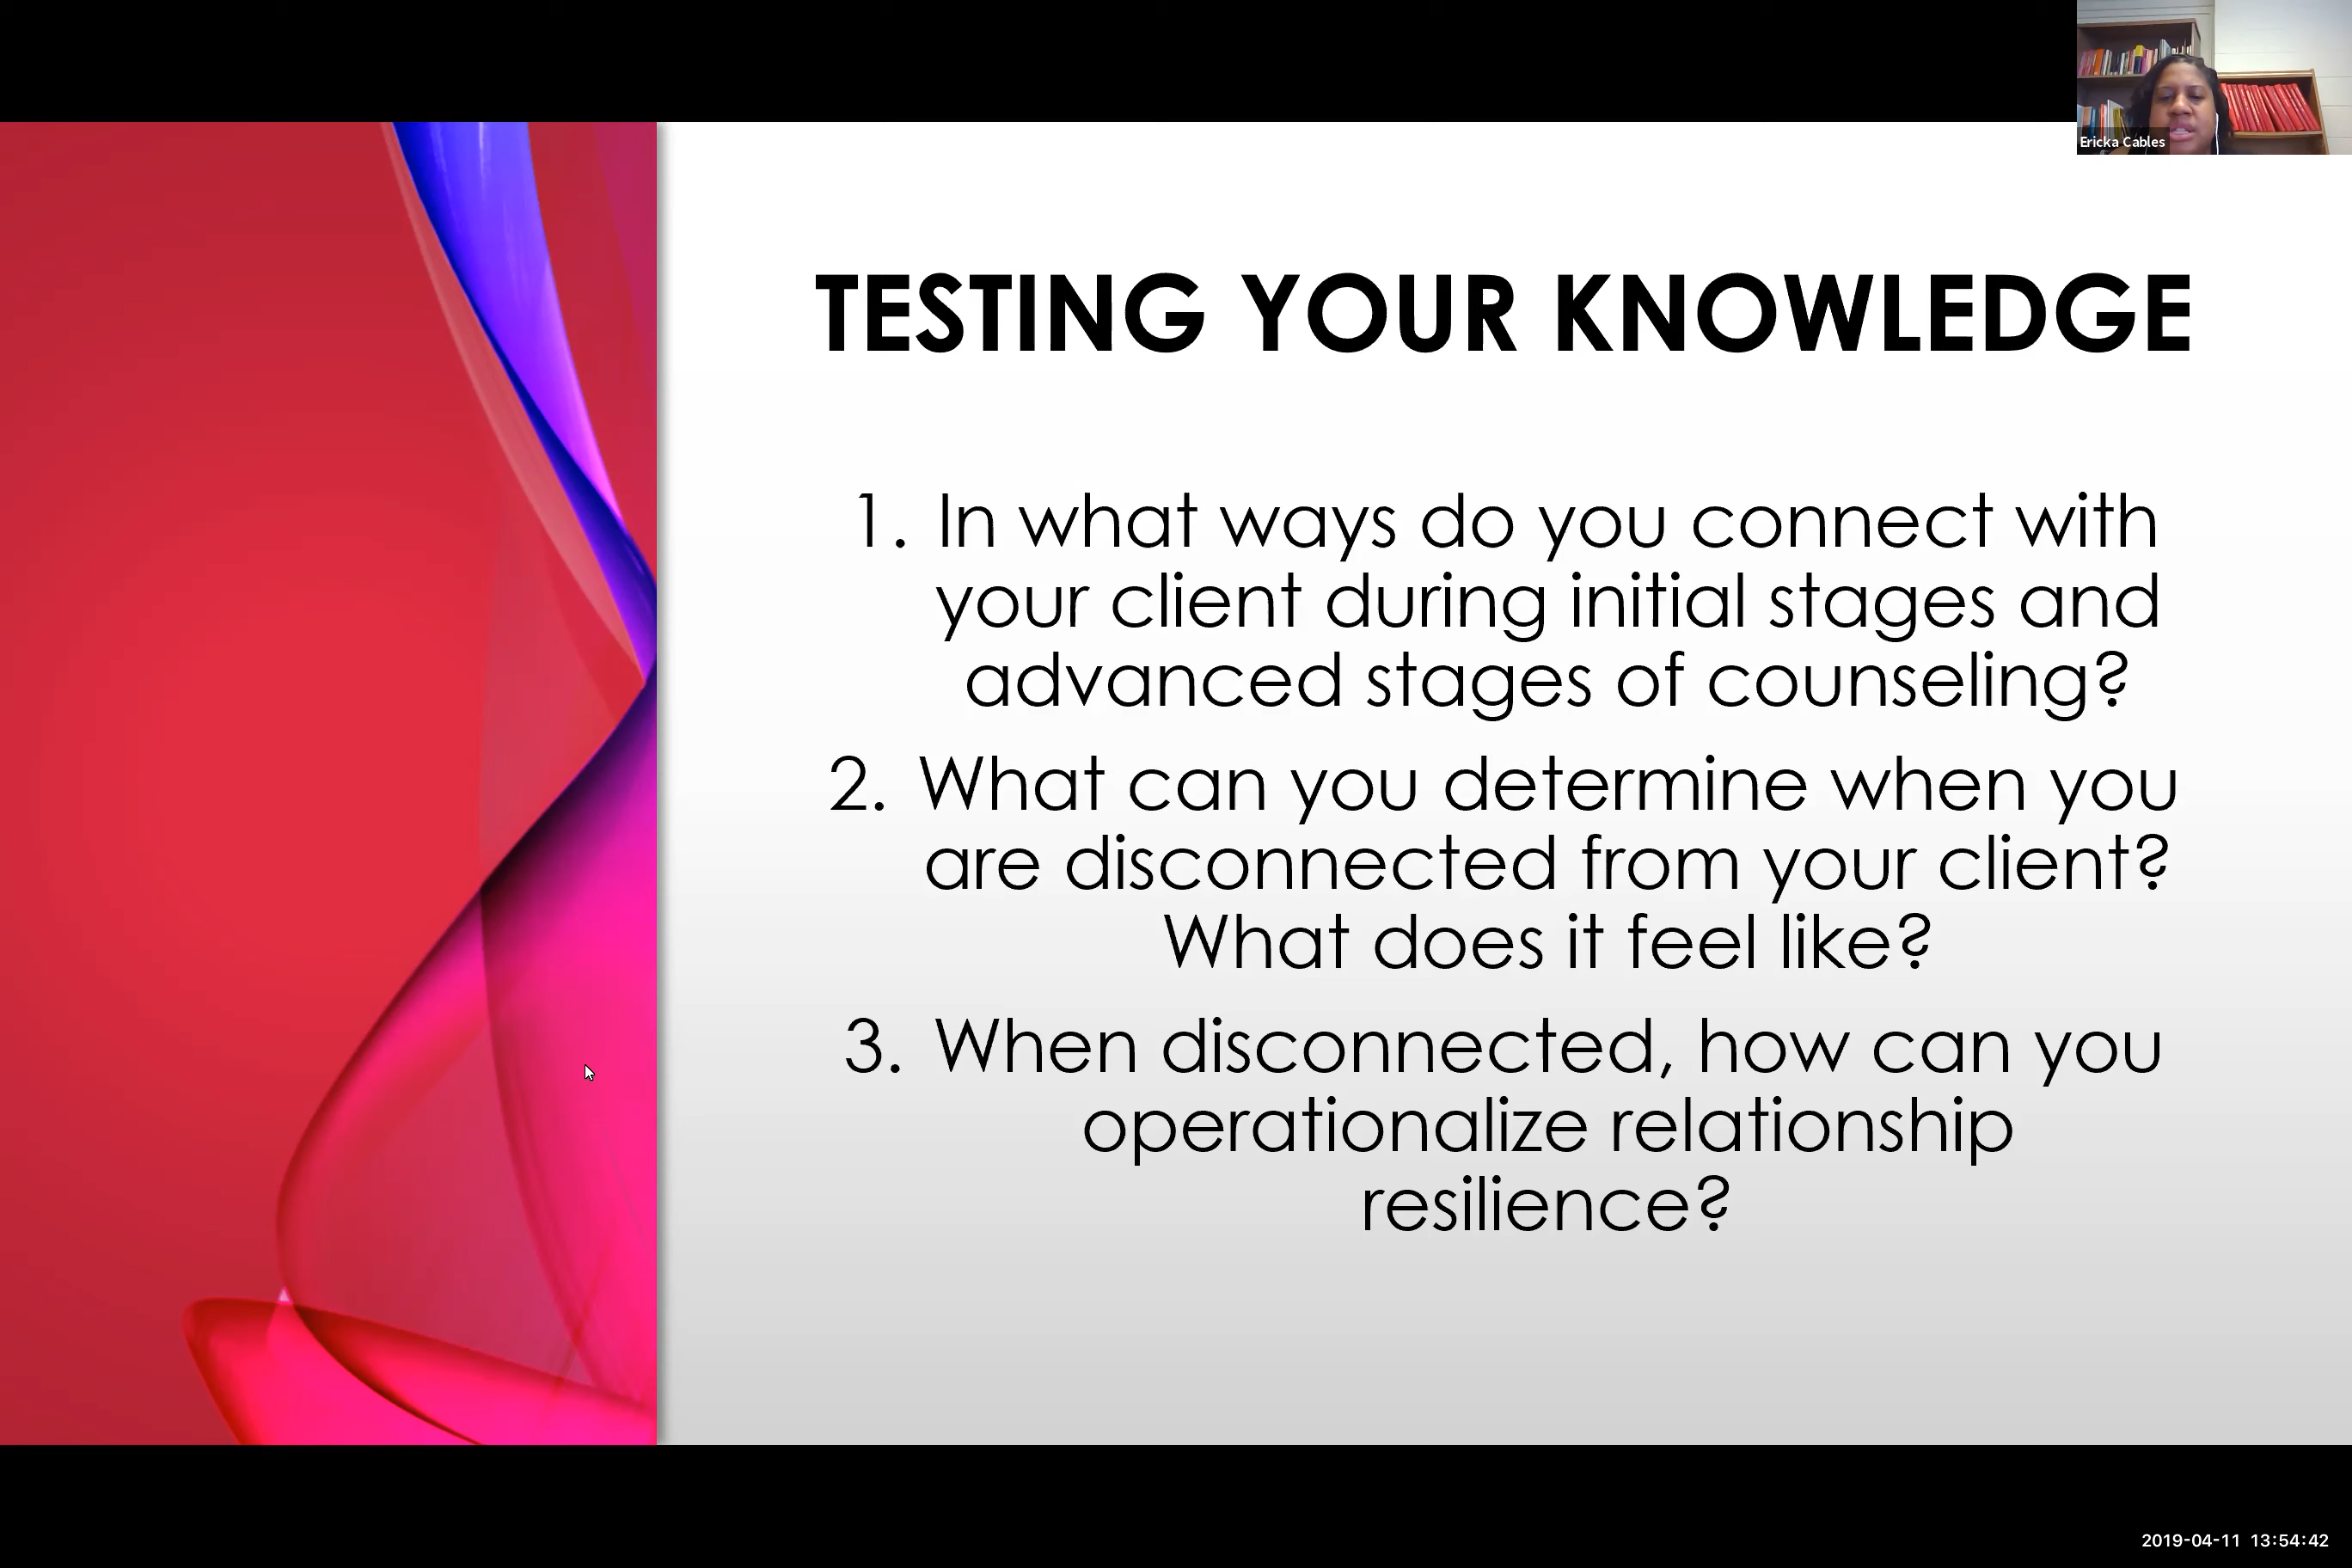 Ericka Cables
TESTING YOUR KNOWLEDGE
1. In what ways do you connect with
your client during initial stages and
advanced stages of counseling?
2. What can you determine when you
are disconnected from your client?
What does it feel like?
3. When disconnected, how can you
operationalize relationship
resilience?
2019-04-11 13:54:42